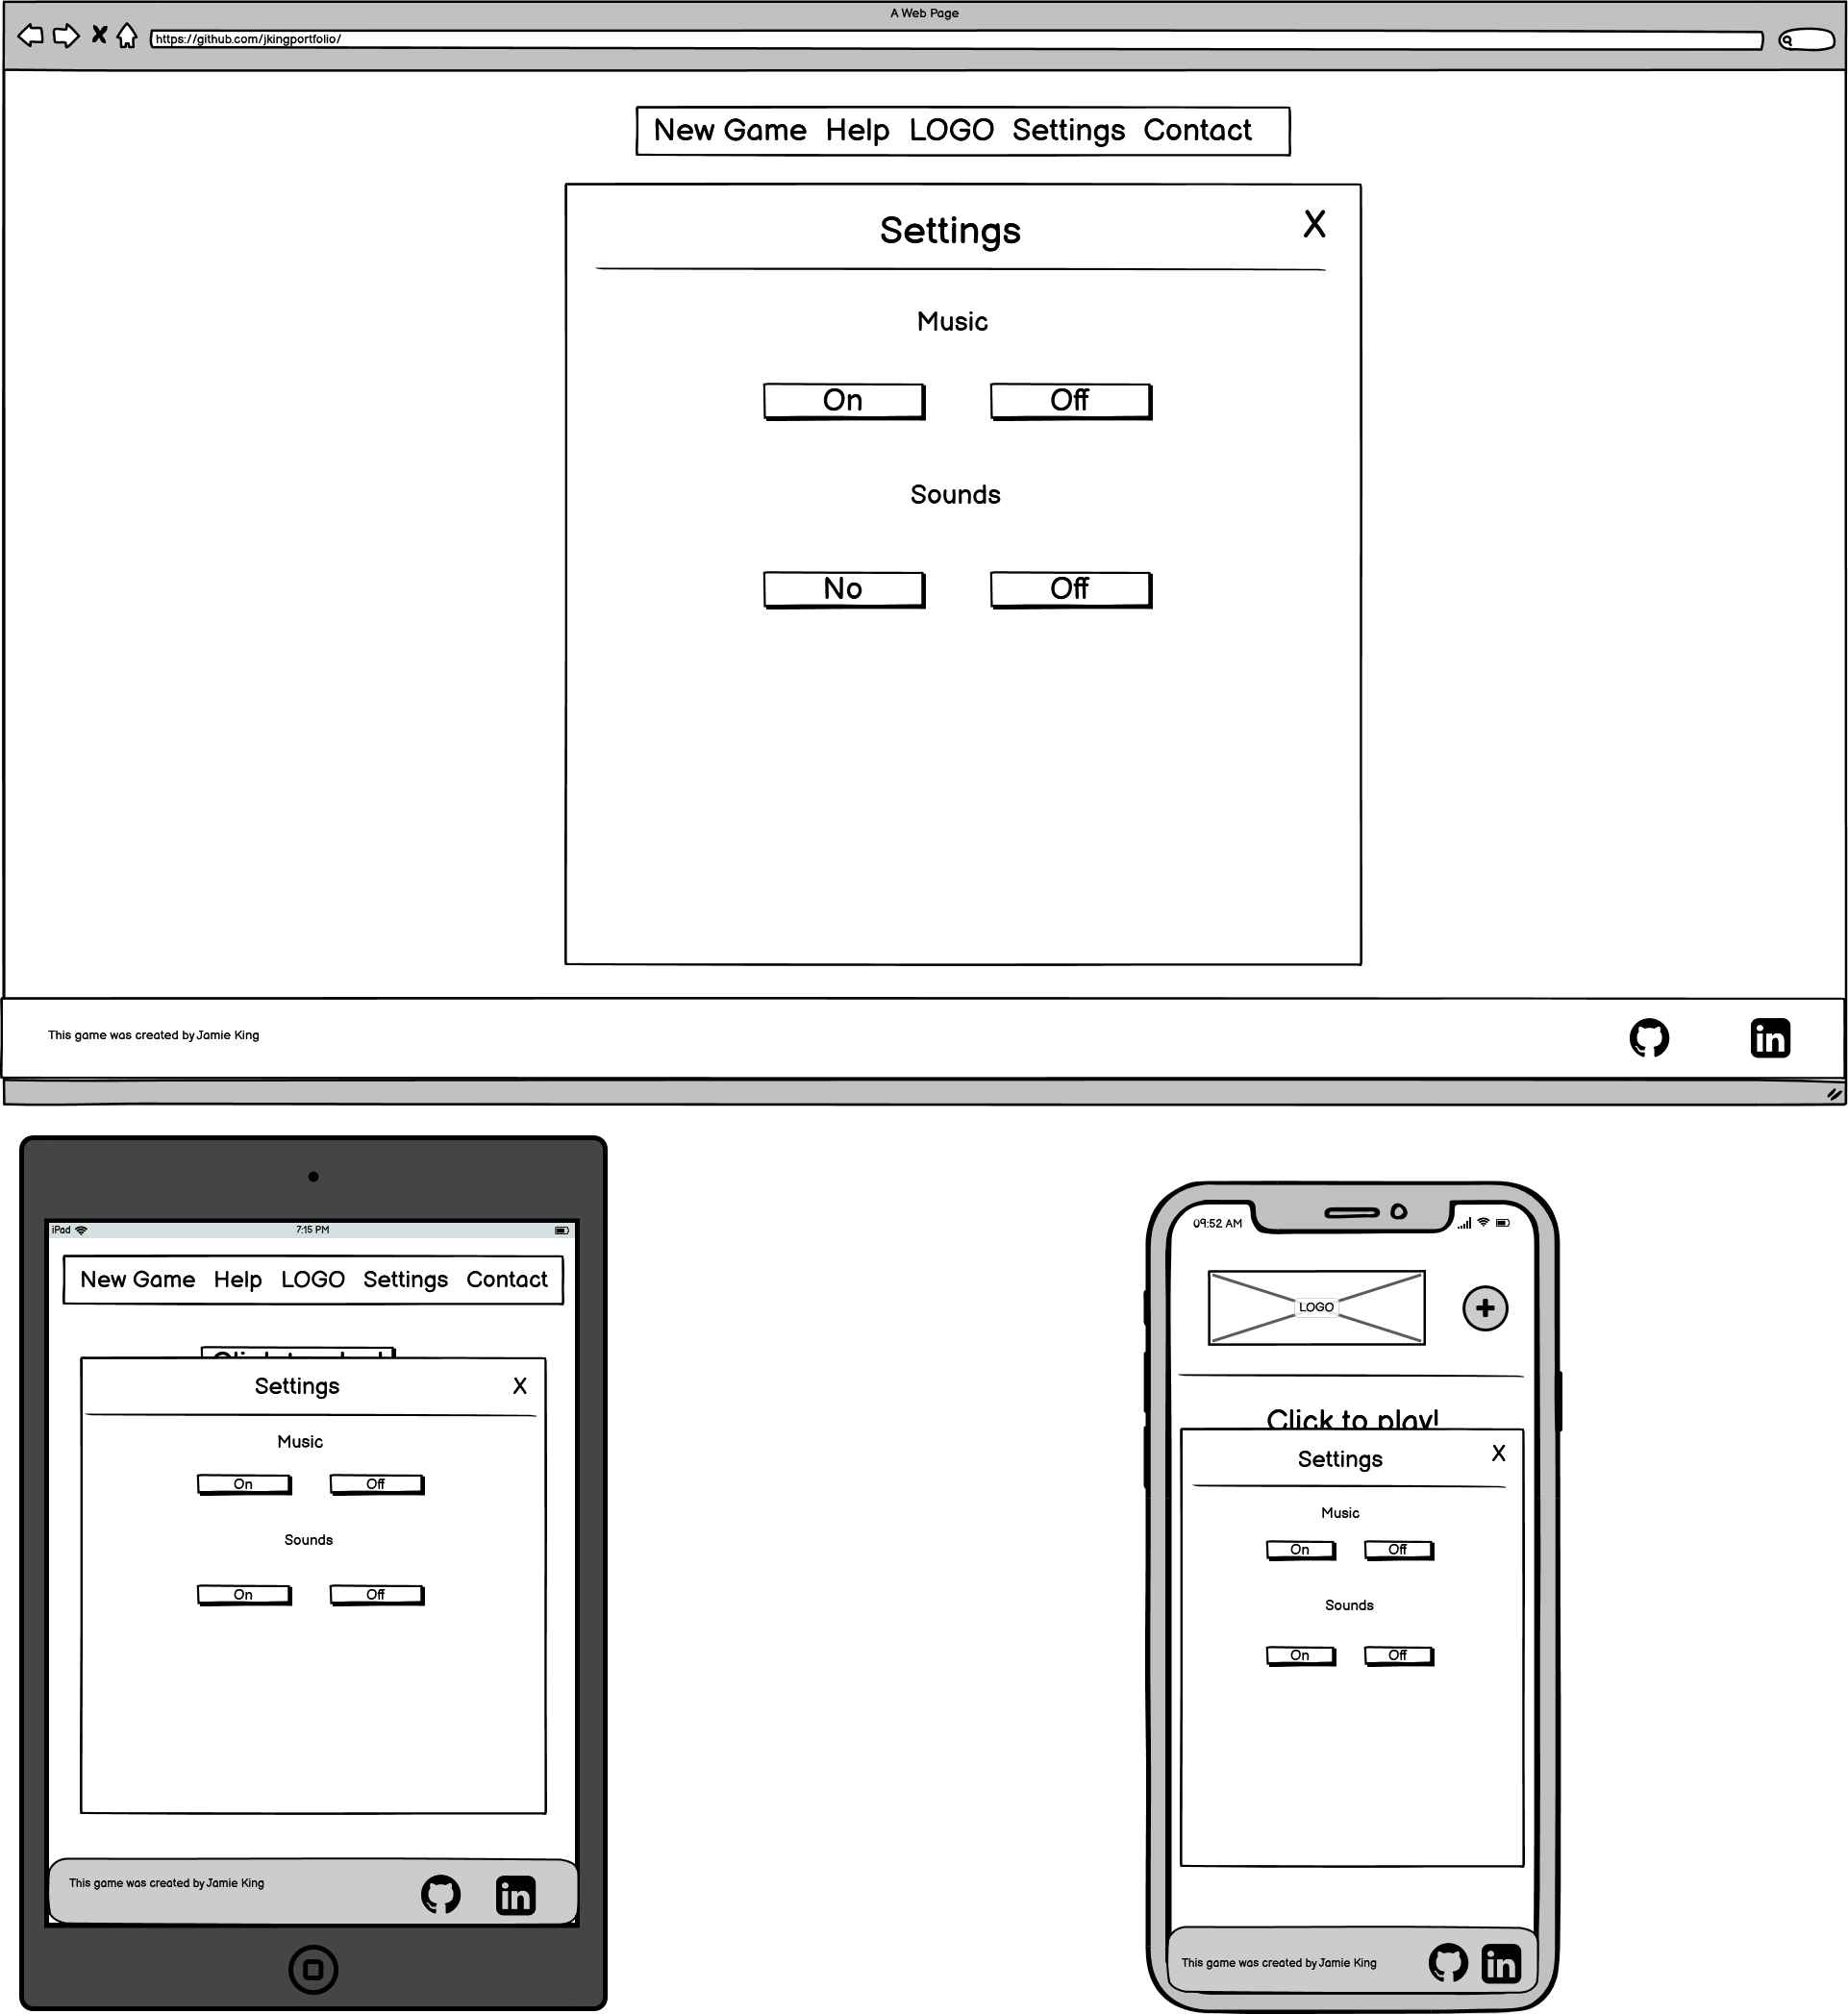 A Web Page
https://github.com/jkingportfolio/
New Game Help LOGO Settings Contact
Settings X
Music
On Off
Sounds
No Off
This game was created by Jamie King
in
iPad 7:15 PM
New Game Help LOGO Settings Contact
Settings X
Music
On Off
Sounds
On Off
This game was created by Jamie King
in
09:52 AM
LOGO
Click to play!
Settings X
Music
On Off
Sounds
On Off
This game was created by Jamie King
in